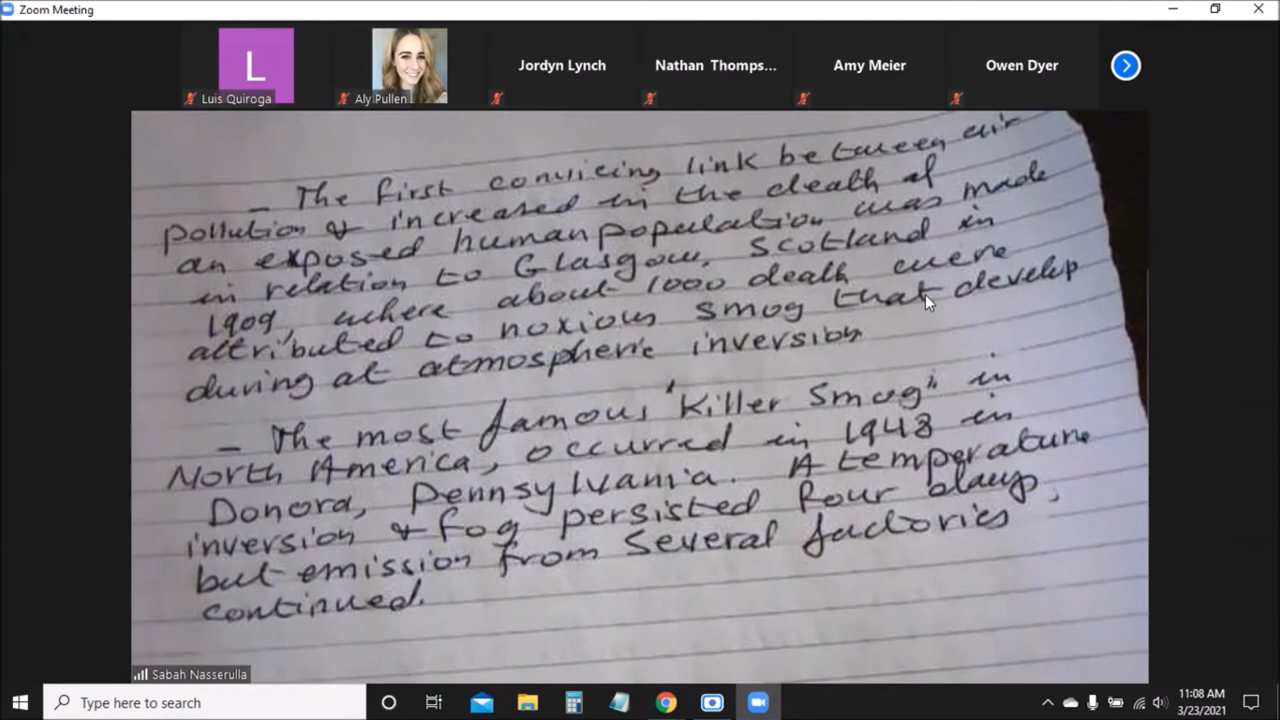 Zoom Meeting
L
Luis Quiroga
Aly Pullen
Jordyn Lynch
Nathan Thomps...
Amy Meier
Owen Dyer
- The first convicing link between air
pollution & increased in the death of
an exposed human population was made
in relation to Glasgow, Scotland in
1909, where about 1000 death were
attributed to noxious smog that develup
during at atmospheric inversion
- The most famous "Killer Smog" in
North America, occurred in 1948 in
Donora, Pennsylvania. A temperature
inversion & fog persisted four days,
but emission from several factories
continued.
Sabah Nasserulla
Type here to search
11:08 AM
3/23/2021